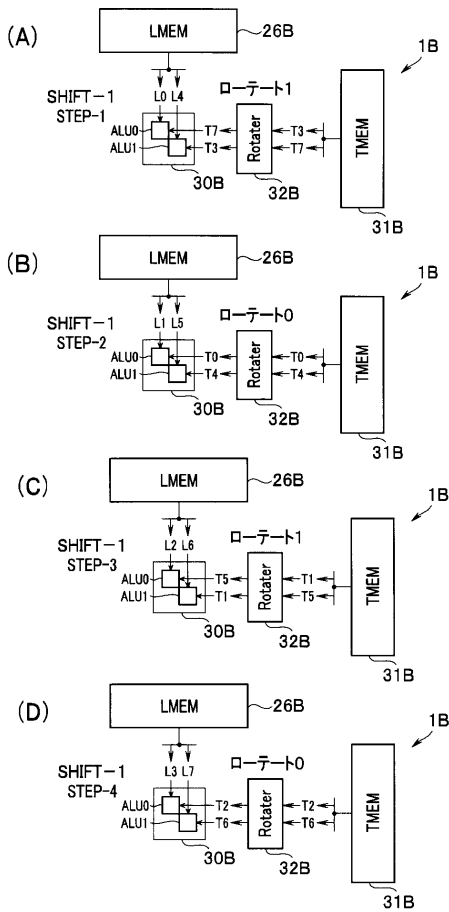 (A)
LMEM
26B
1B
SHIFT-1
STEP-1
L0 L4
ローテート1
ALU0
ALU1
T7
T3
Rotater
T3
T7
TMEM
30B
32B
31B
(B)
LMEM
26B
1B
SHIFT-1
STEP-2
L1 L5
ローテート0
ALU0
ALU1
T0
T4
Rotater
T0
T4
TMEM
30B
32B
31B
(C)
LMEM
26B
1B
SHIFT-1
STEP-3
L2 L6
ローテート1
ALU0
ALU1
T5
T1
Rotater
T1
T5
TMEM
30B
32B
31B
(D)
LMEM
26B
1B
SHIFT-1
STEP-4
L3 L7
ローテート0
ALU0
ALU1
T2
T6
Rotater
T2
T6
TMEM
30B
32B
31B